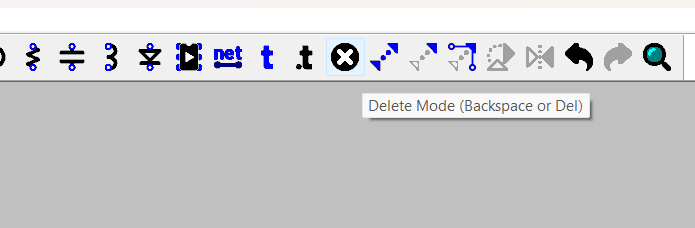 net t .t
Delete Mode (Backspace or Del)